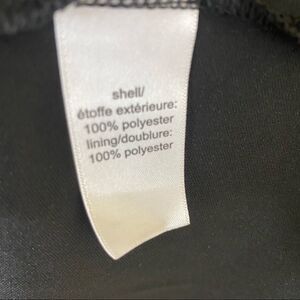 shell/
étoffe extérieure:
100% polyester
lining/doublure:
100% polyester